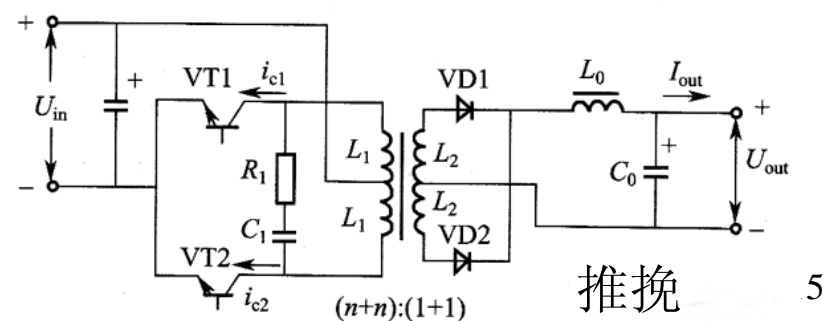 + VT1 i_c1 VD1 L_0 I_out +
U_in + L_1 L_2 + U_out
R_1 C_0
− C_1 L_1 L_2 −
VT2 VD2
i_c2 (n+n):(1+1) 推挽 5